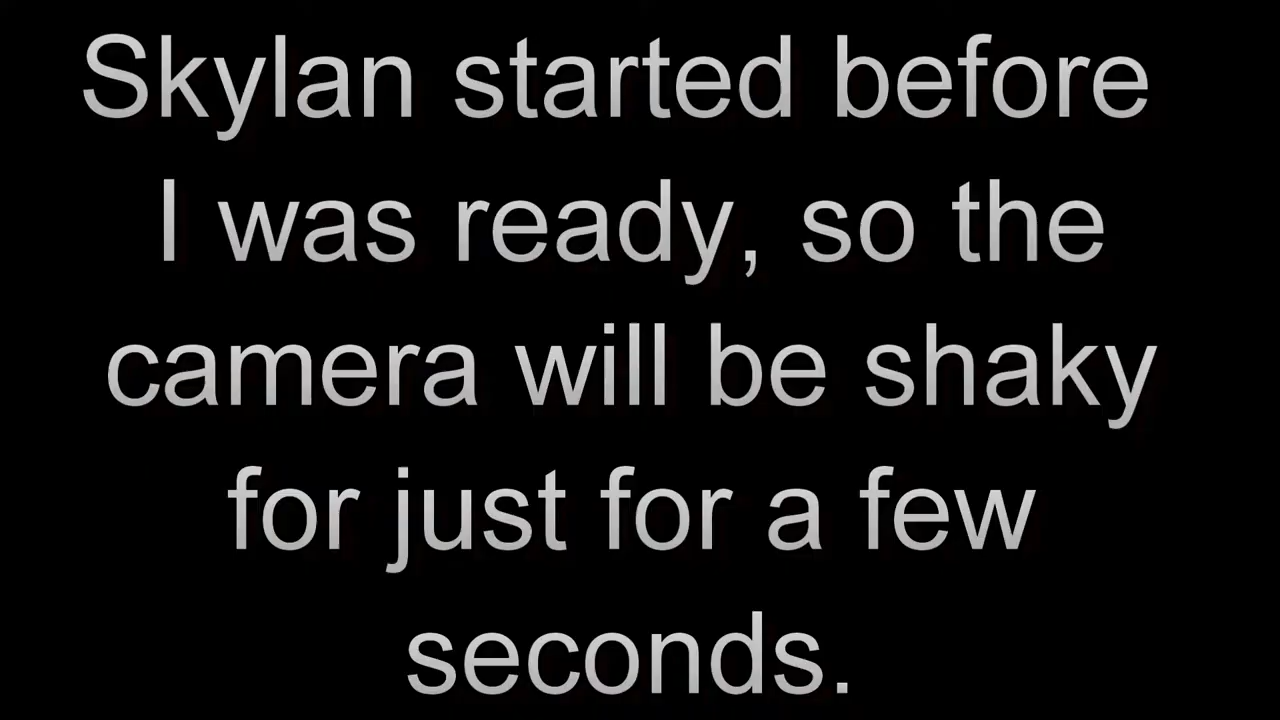 Skylan started before
I was ready, so the
camera will be shaky
for just for a few
seconds.